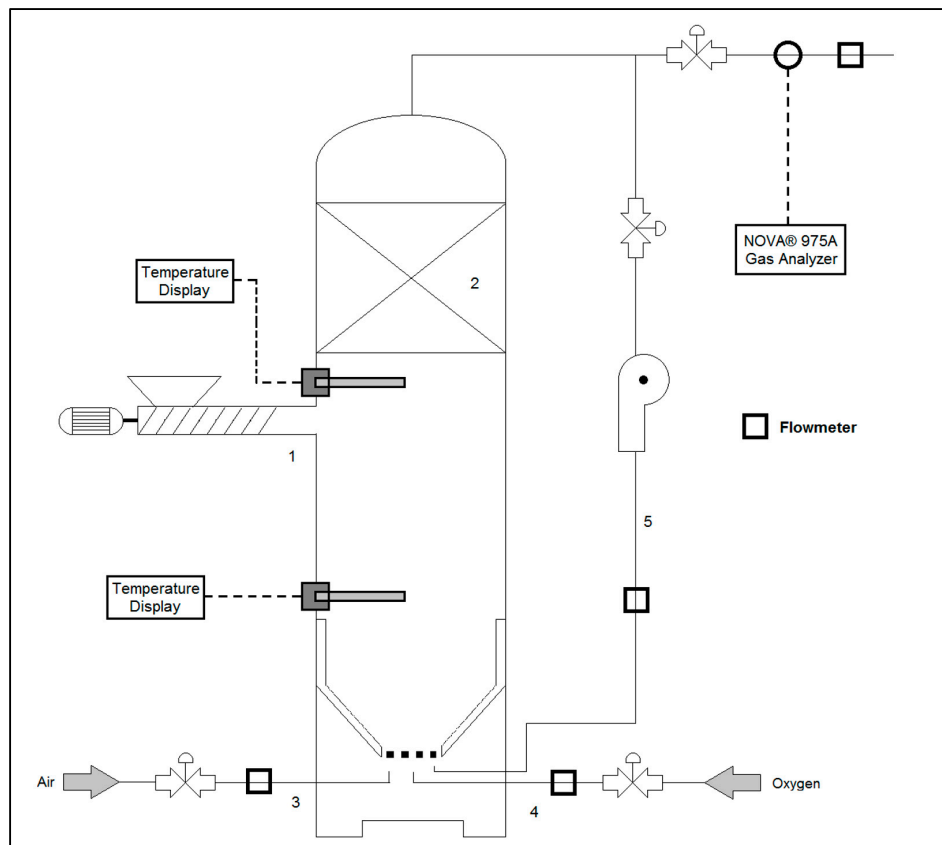 NOVA® 975A
Gas Analyzer
Temperature
Display
2
1
Flowmeter
5
Temperature
Display
Air
3
4
Oxygen